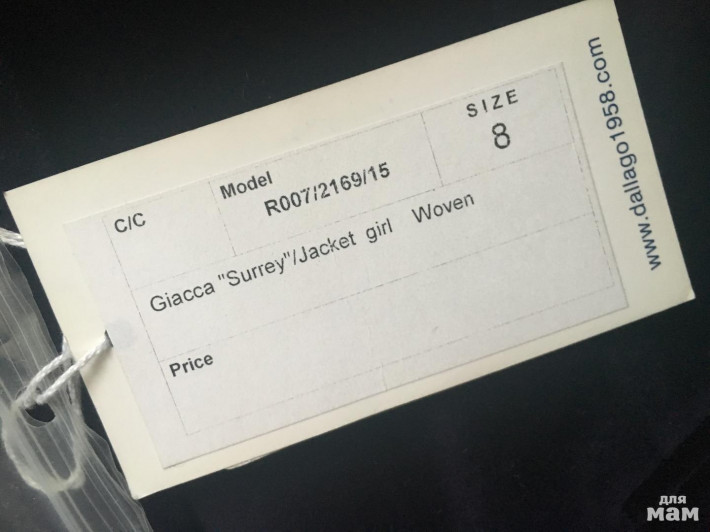 C/C
Model
R007/2169/15
SIZE
8
Giacca "Surrey"/Jacket girl Woven
Price
www.dallago1958.com
для
мам